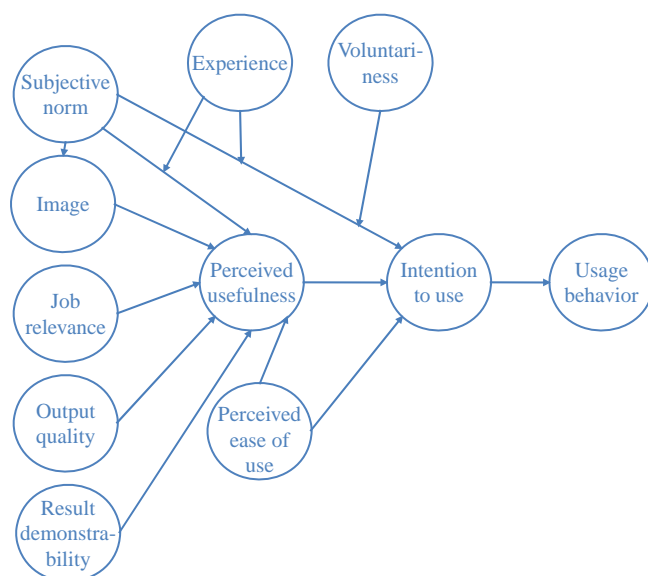 Subjective
norm
Experience
Voluntari-
ness
Image
Job
relevance
Output
quality
Result
demonstra-
bility
Perceived
usefulness
Perceived
ease of
use
Intention
to use
Usage
behavior